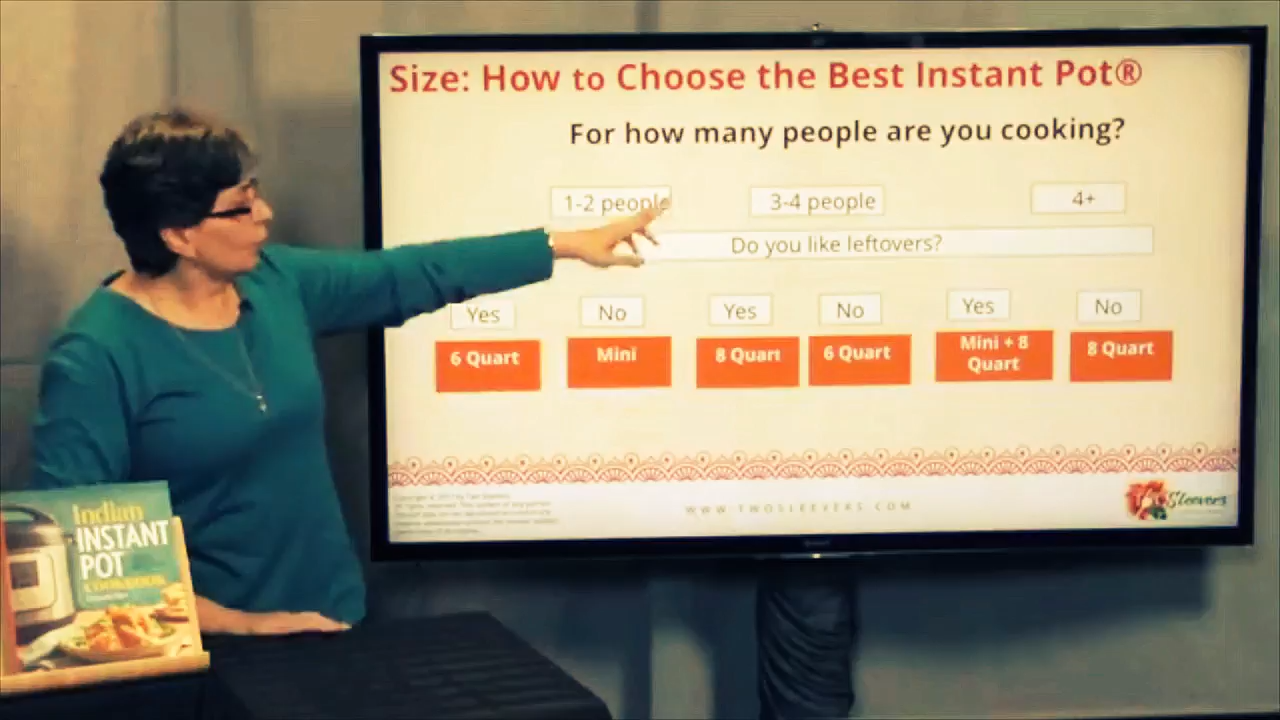 Size: How to Choose the Best Instant Pot®
For how many people are you cooking?
1-2 people
3-4 people
4+
Do you like leftovers?
Yes
No
Yes
No
Yes
No
6 Quart
Mini
8 Quart
6 Quart
Mini + 8
Quart
8 Quart
WWW.TWOSLEEVERS.COM
Two Sleevers
Indian
INSTANT
POT
COOKBOOK